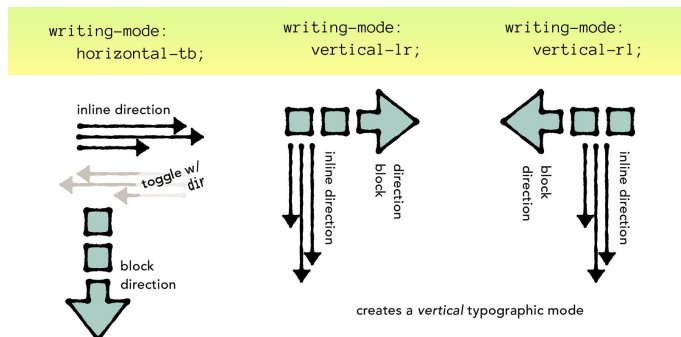 writing-mode:
horizontal-tb;
writing-mode:
vertical-lr;
writing-mode:
vertical-rl;
inline direction
toggle w/
dir
block
direction
inline direction
block
direction
block
direction
inline direction
creates a vertical typographic mode